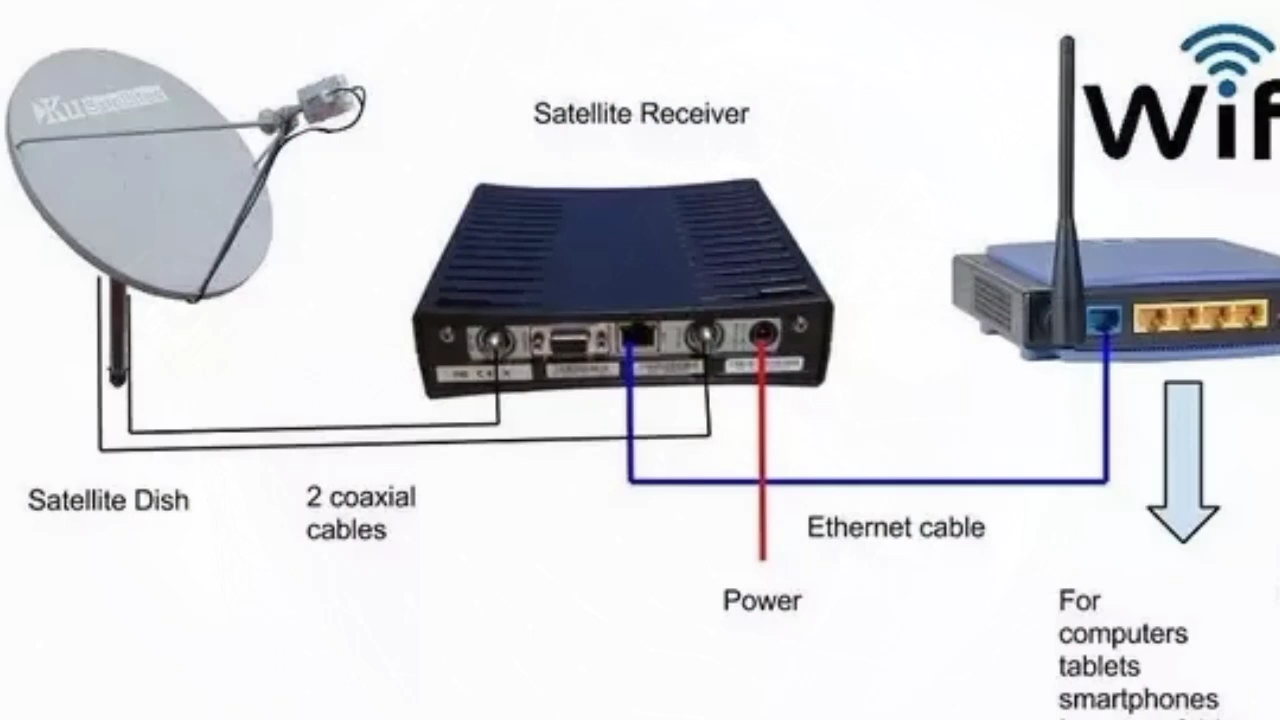 Satellite Receiver
Wif
Satellite Dish
2 coaxial
cables
Ethernet cable
Power
For
computers
tablets
smartphones